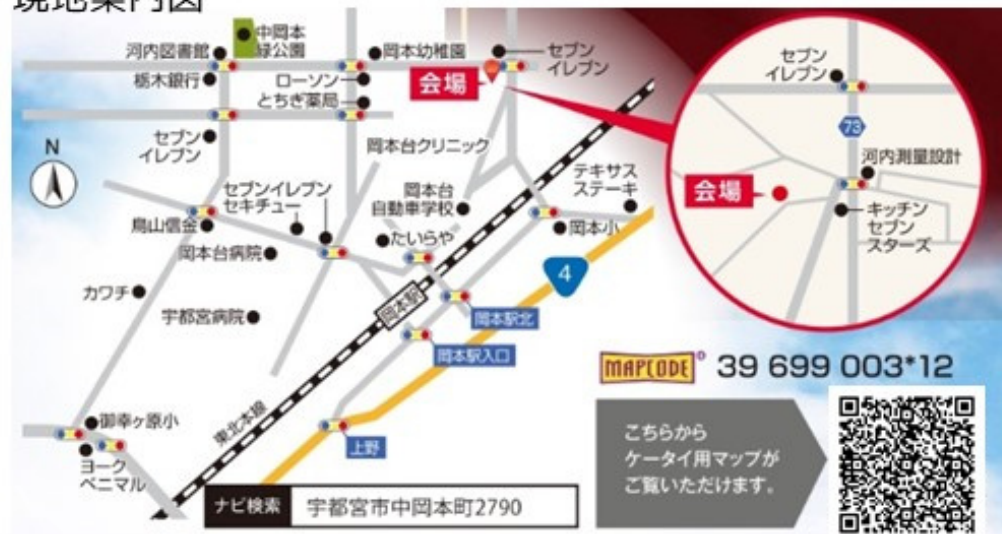 現地案内図
中岡本
緑公園
河内図書館
岡本幼稚園
セブン
イレブン
栃木銀行
ローソン
とちぎ薬局
会場
セブン
イレブン
岡本台クリニック
N
セブンイレブン
セキチュー
岡本台
自動車学校
テキサス
ステーキ
烏山信金
岡本台病院
たいらや
岡本小
カワチ
宇都宮病院
岡本駅
4
岡本駅北
岡本駅入口
御幸ヶ原小
東北本線
上野
ヨーク
ベニマル
ナビ検索
宇都宮市中岡本町2790
セブン
イレブン
73
河内測量設計
会場
キッチン
セブン
スターズ
MAPCODE® 39 699 003*12
こちらから
ケータイ用マップが
ご覧いただけます。